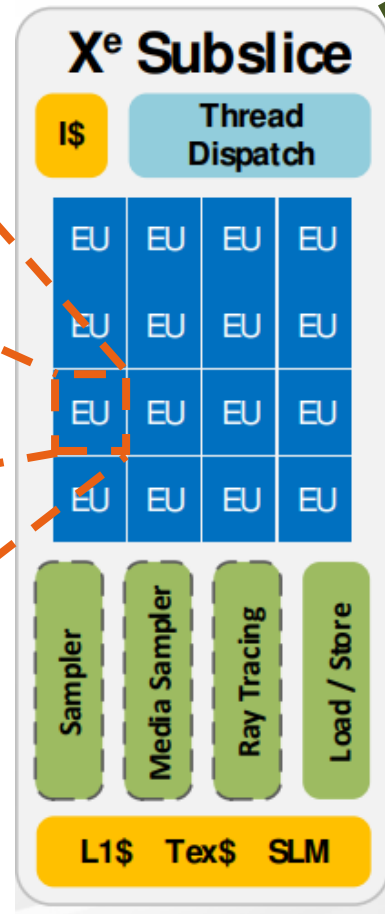 Xᵉ Subslice
I$
Thread
Dispatch
EU EU EU EU
EU EU EU EU
EU EU EU EU
EU EU EU EU
Sampler
Media Sampler
Ray Tracing
Load / Store
L1$ Tex$ SLM